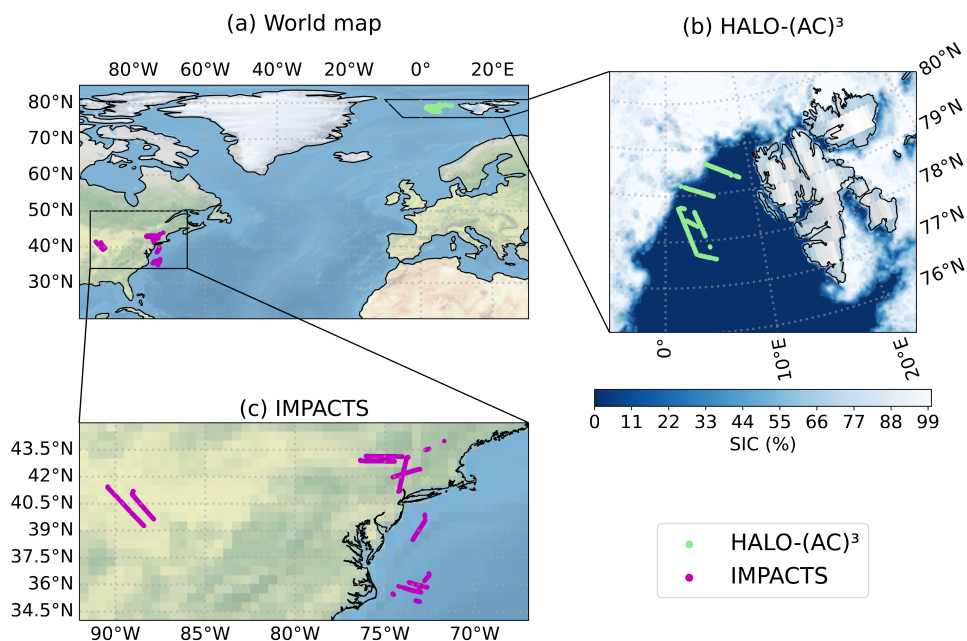 (a) World map
80°W 60°W 40°W 20°W 0° 20°E
80°N
70°N
60°N
50°N
40°N
30°N
(b) HALO-(AC)³
80°N
79°N
78°N
77°N
76°N
0° 10°E 20°E
0 11 22 33 44 55 66 77 88 99
SIC (%)
(c) IMPACTS
43.5°N
42°N
40.5°N
39°N
37.5°N
36°N
34.5°N
90°W 85°W 80°W 75°W 70°W
HALO-(AC)³
IMPACTS